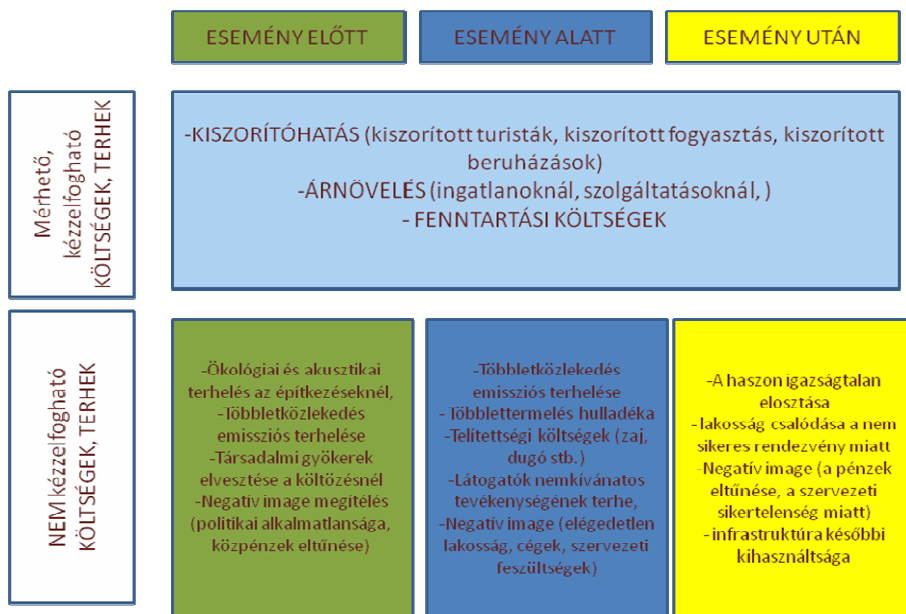 ESEMÉNY ELŐTT
ESEMÉNY ALATT
ESEMÉNY UTÁN
Mérhető,
kézzelfogható
KÖLTSÉGEK, TERHEK
-KISZORÍTÓHATÁS (kiszorított turisták, kiszorított fogyasztás, kiszorított
beruházások)
-ÁRNÖVELÉS (ingatlanoknál, szolgáltatásoknál, )
- FENNTARTÁSI KÖLTSÉGEK
NEM kézzelfogható
KÖLTSÉGEK, TERHEK
-Ökológiai és akusztikai
terhelés az építkezéseknél,
-Többletközlekedés
emissziós terhelése
-Társadalmi gyökerek
elvesztése a költözésnél
-Negatív image megítélés
(politikai alkalmatlansága,
közpénzek eltűnése)
-Többletközlekedés
emissziós terhelése
- Többlettermelés hulladéka
- Telítettségi költségek (zaj,
dugó stb.)
- Látogatók nemkívánatos
tevékenységének terhe,
-Negatív image (elégedetlen
lakosság, cégek, szervezeti
feszültségek)
-A haszon igazságtalan
elosztása
- lakosság csalódása a nem
sikeres rendezvény miatt
- Negatív image (a pénzek
eltűnése, a szervezeti
sikertelenség miatt)
- infrastruktúra későbbi
kihasználtsága